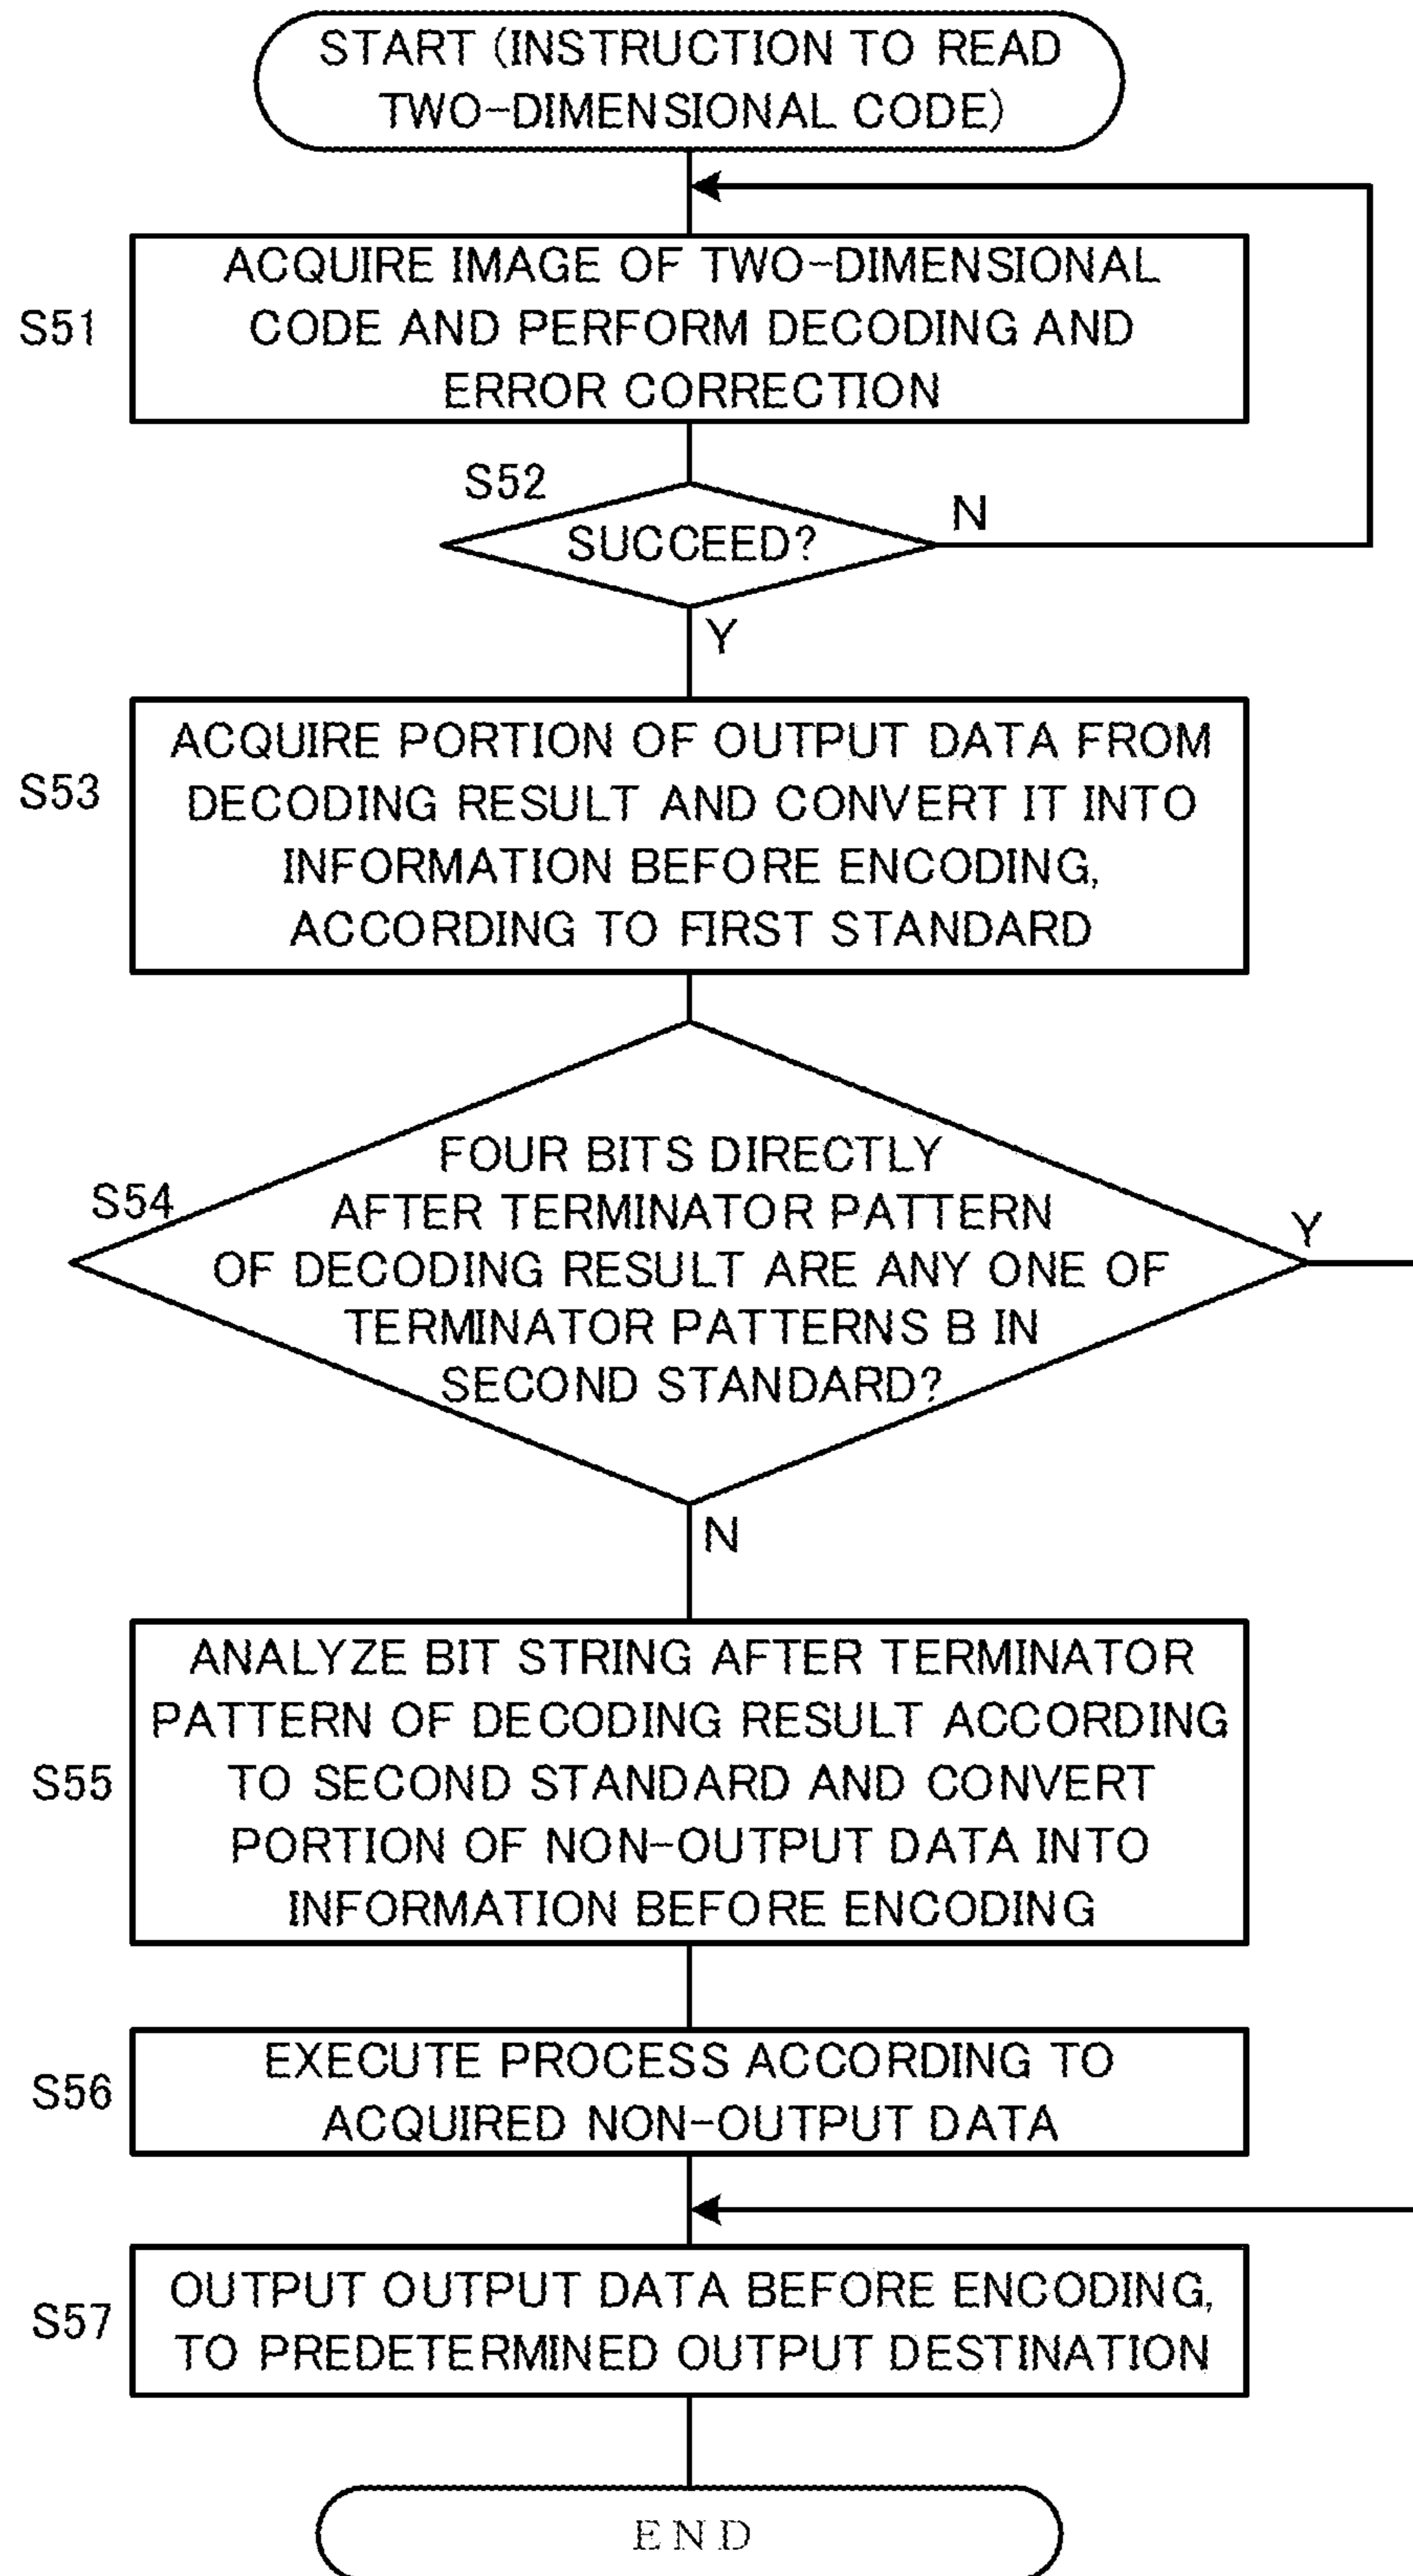 START (INSTRUCTION TO READ
TWO-DIMENSIONAL CODE)
S51
ACQUIRE IMAGE OF TWO-DIMENSIONAL
CODE AND PERFORM DECODING AND
ERROR CORRECTION
S52
SUCCEED?
N
Y
S53
ACQUIRE PORTION OF OUTPUT DATA FROM
DECODING RESULT AND CONVERT IT INTO
INFORMATION BEFORE ENCODING,
ACCORDING TO FIRST STANDARD
S54
FOUR BITS DIRECTLY
AFTER TERMINATOR PATTERN
OF DECODING RESULT ARE ANY ONE OF
TERMINATOR PATTERNS B IN
SECOND STANDARD?
Y
N
S55
ANALYZE BIT STRING AFTER TERMINATOR
PATTERN OF DECODING RESULT ACCORDING
TO SECOND STANDARD AND CONVERT
PORTION OF NON-OUTPUT DATA INTO
INFORMATION BEFORE ENCODING
S56
EXECUTE PROCESS ACCORDING TO
ACQUIRED NON-OUTPUT DATA
S57
OUTPUT OUTPUT DATA BEFORE ENCODING,
TO PREDETERMINED OUTPUT DESTINATION
END